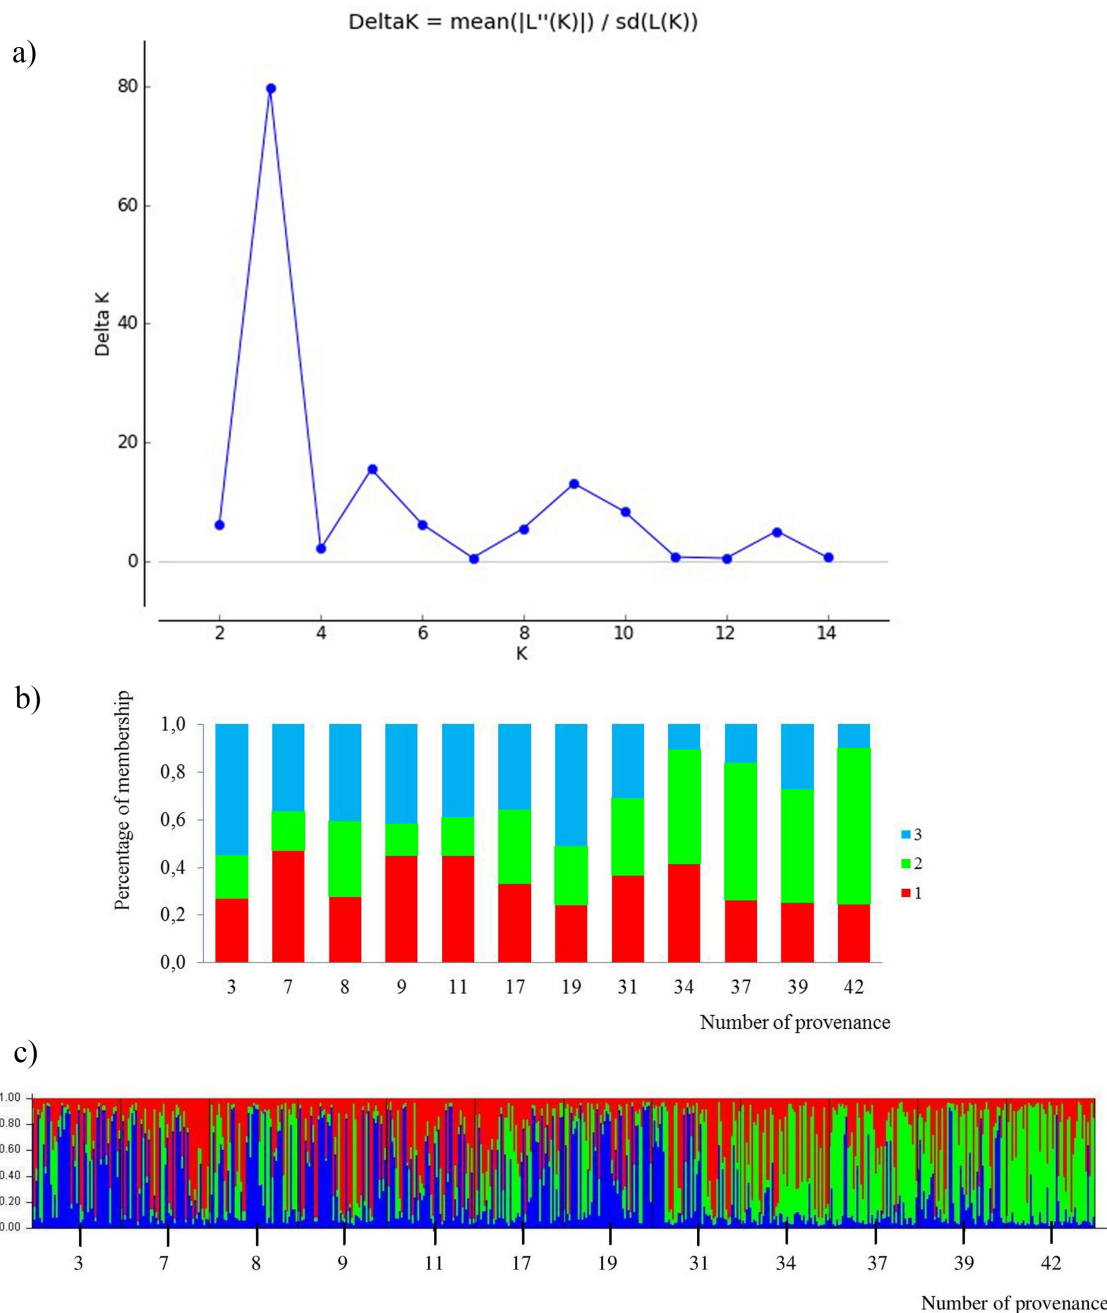 DeltaK = mean(|L''(K)|) / sd(L(K))
a)
80
60
40
20
0
Delta K
2 4 6 8 10 12 14
K
b)
Percentage of membership
1,0
0,8
0,6
0,4
0,2
0,0
3
2
1
3 7 8 9 11 17 19 31 34 37 39 42
Number of provenance
c)
1.00
0.80
0.60
0.40
0.20
0.00
3 7 8 9 11 17 19 31 34 37 39 42
Number of provenance